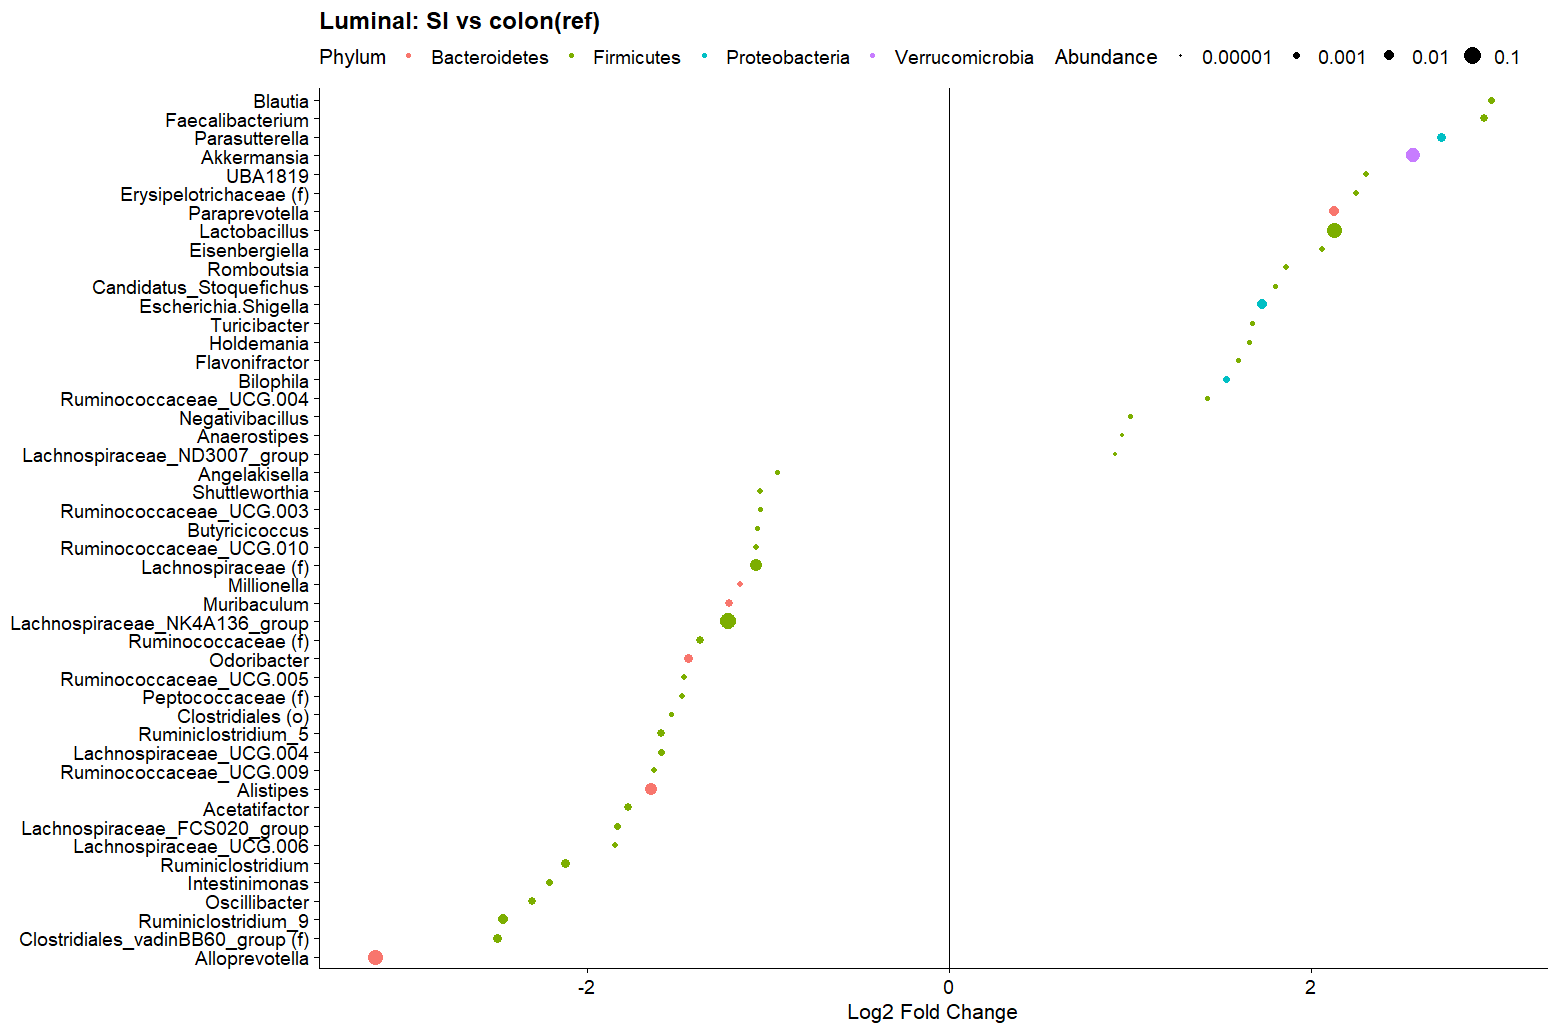 Luminal: SI vs colon(ref)
Phylum Bacteroidetes Firmicutes Proteobacteria Verrucomicrobia Abundance 0.00001 0.001 0.01 0.1
Blautia
Faecalibacterium
Parasutterella
Akkermansia
UBA1819
Erysipelotrichaceae (f)
Paraprevotella
Lactobacillus
Eisenbergiella
Romboutsia
Candidatus_Stoquefichus
Escherichia.Shigella
Turicibacter
Holdemania
Flavonifractor
Bilophila
Ruminococcaceae_UCG.004
Negativibacillus
Anaerostipes
Lachnospiraceae_ND3007_group
Angelakisella
Shuttleworthia
Ruminococcaceae_UCG.003
Butyricicoccus
Ruminococcaceae_UCG.010
Lachnospiraceae (f)
Millionella
Muribaculum
Lachnospiraceae_NK4A136_group
Ruminococcaceae (f)
Odoribacter
Ruminococcaceae_UCG.005
Peptococcaceae (f)
Clostridiales (o)
Ruminiclostridium_5
Lachnospiraceae_UCG.004
Ruminococcaceae_UCG.009
Alistipes
Acetatifactor
Lachnospiraceae_FCS020_group
Lachnospiraceae_UCG.006
Ruminiclostridium
Intestinimonas
Oscillibacter
Ruminiclostridium_9
Clostridiales_vadinBB60_group (f)
Alloprevotella
-2 0 2
Log2 Fold Change